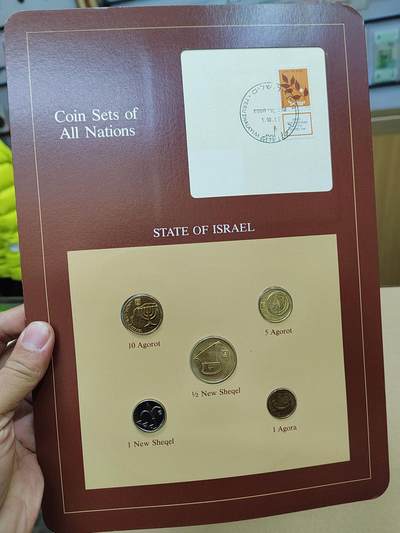 Coin Sets of
All Nations
STATE OF ISRAEL
10 Agorot
5 Agorot
½ New Sheqel
1 New Sheqel
1 Agora